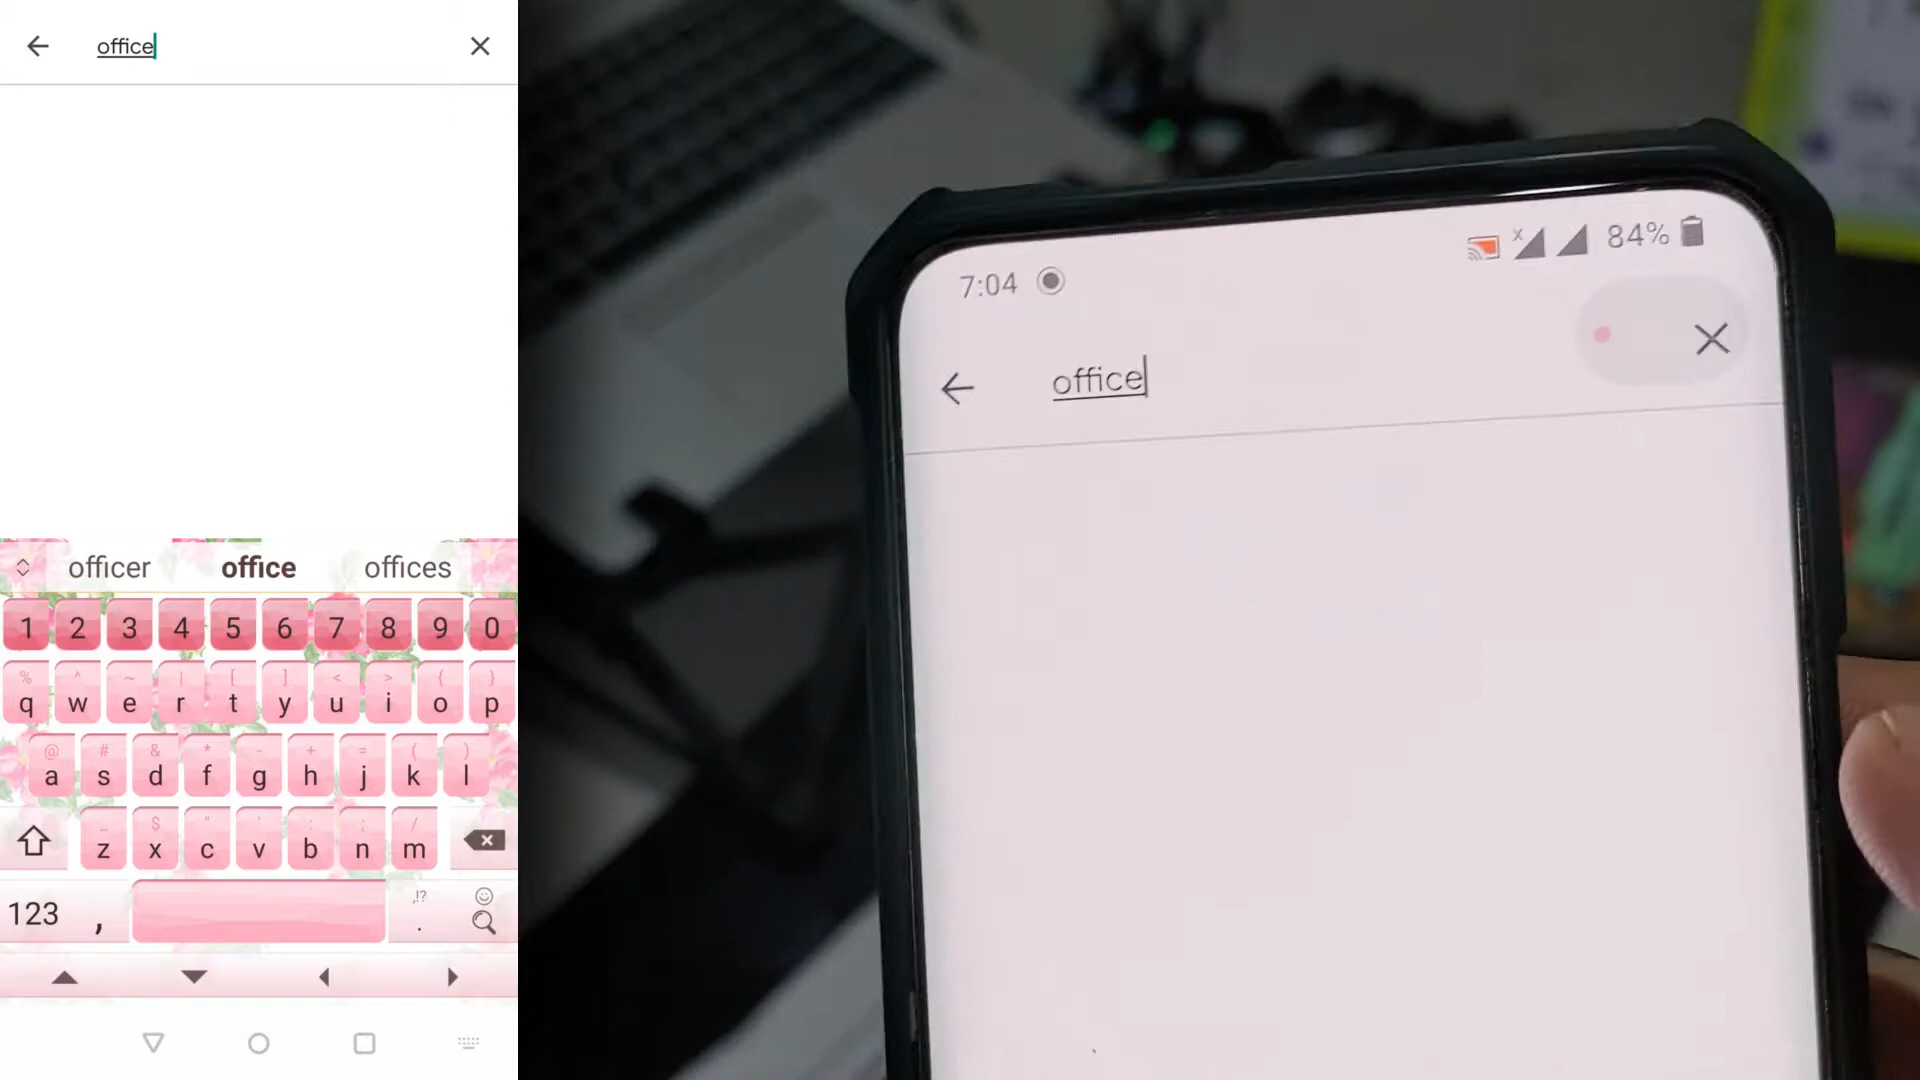 office
officer office offices
1 2 3 4 5 6 7 8 9 0
% ^ ~ | [ ] < > { }
q w e r t y u i o p
@ # & * - + = ( )
a s d f g h j k l
_ $ " ' : ; /
z x c v b n m
,!?
123 , .
7:04
x 84%
office